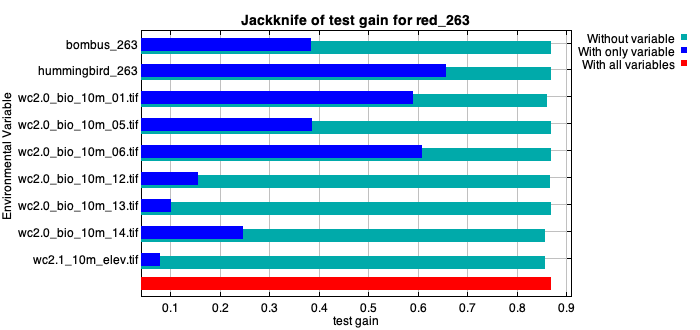 Jackknife of test gain for red_263
Without variable
With only variable
With all variables
Environmental Variable
bombus_263
hummingbird_263
wc2.0_bio_10m_01.tif
wc2.0_bio_10m_05.tif
wc2.0_bio_10m_06.tif
wc2.0_bio_10m_12.tif
wc2.0_bio_10m_13.tif
wc2.0_bio_10m_14.tif
wc2.1_10m_elev.tif
0.1 0.2 0.3 0.4 0.5 0.6 0.7 0.8 0.9
test gain